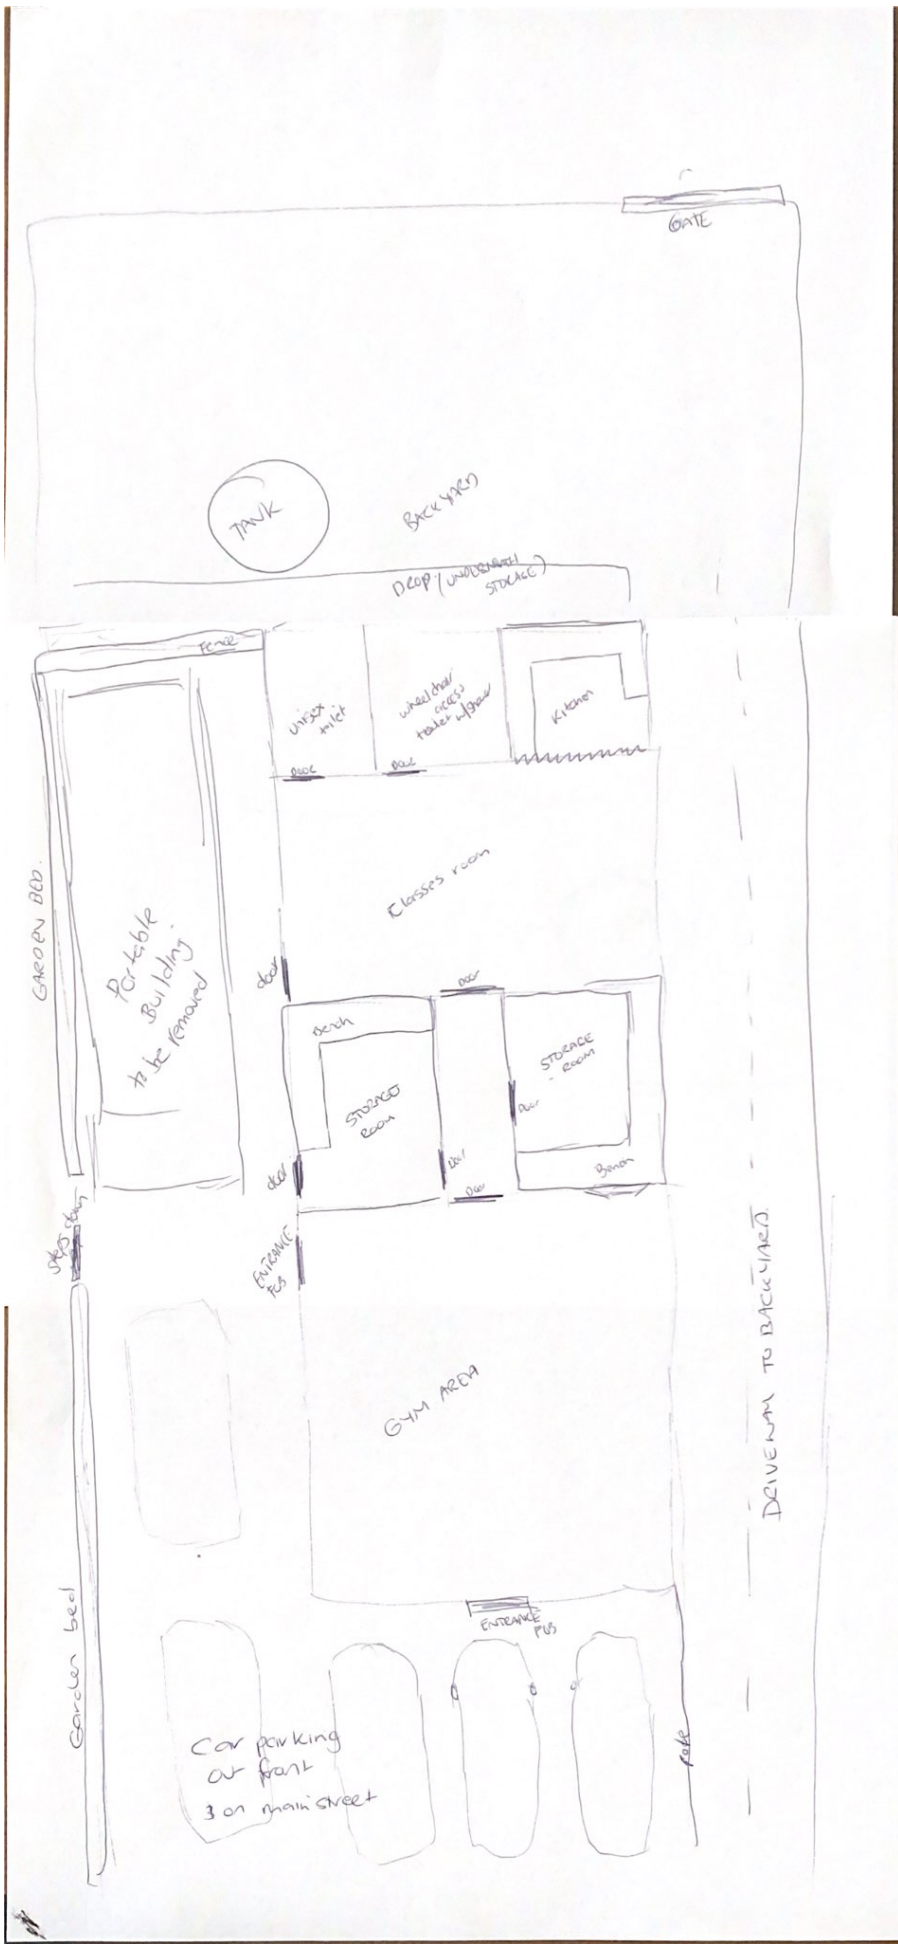 GATE
TANK
BACKYARD
DROP (UNDERNEATH
STORAGE)
Fence
unisex
toilet
wheelchair
access
toilet w/shower
Kitchen
Door
Door
Classes room
GARDEN BED.
Portable
Building
to be removed
door
Door
Bench
STORAGE
ROOM
STORAGE
ROOM
Door
door
Door
Door
Bench
ENTRANCE
FOB
GYM AREA
DRIVEWAY TO BACKYARD
Garden bed
ENTRANCE
FOB
Car parking
out front
3 on main street